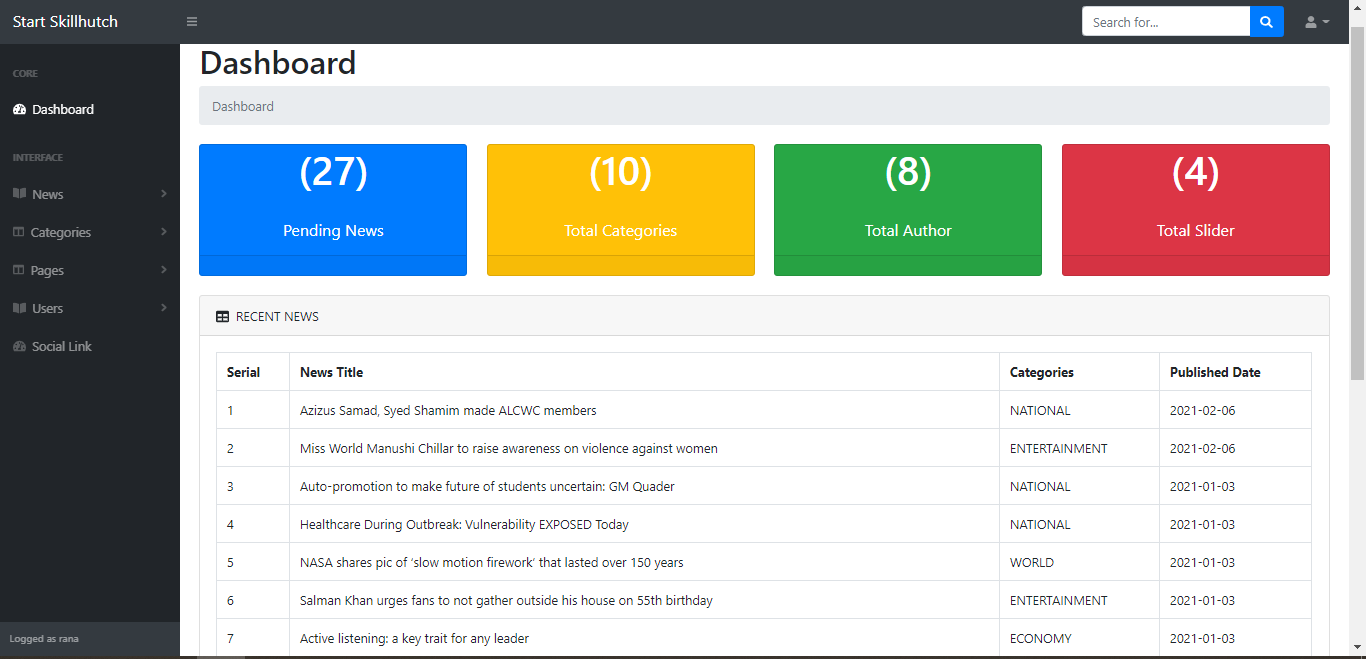 Start Skillhutch
Search for...
CORE
Dashboard
INTERFACE
News
Categories
Pages
Users
Social Link
Logged as rana
Dashboard
Dashboard
(27)
Pending News
(10)
Total Categories
(8)
Total Author
(4)
Total Slider
RECENT NEWS
Serial News Title Categories Published Date
1 Azizus Samad, Syed Shamim made ALCWC members NATIONAL 2021-02-06
2 Miss World Manushi Chillar to raise awareness on violence against women ENTERTAINMENT 2021-02-06
3 Auto-promotion to make future of students uncertain: GM Quader NATIONAL 2021-01-03
4 Healthcare During Outbreak: Vulnerability EXPOSED Today NATIONAL 2021-01-03
5 NASA shares pic of ‘slow motion firework’ that lasted over 150 years WORLD 2021-01-03
6 Salman Khan urges fans to not gather outside his house on 55th birthday ENTERTAINMENT 2021-01-03
7 Active listening: a key trait for any leader ECONOMY 2021-01-03